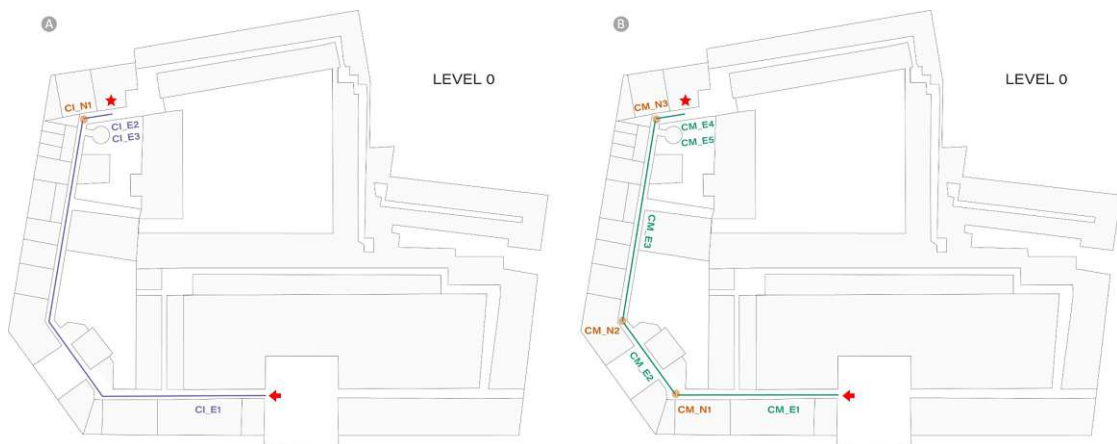 A
LEVEL 0
CI_N1
CI_E2
CI_E3
CI_E1
B
LEVEL 0
CM_N3
CM_E4
CM_E5
CM_E3
CM_N2
CM_E2
CM_N1
CM_E1